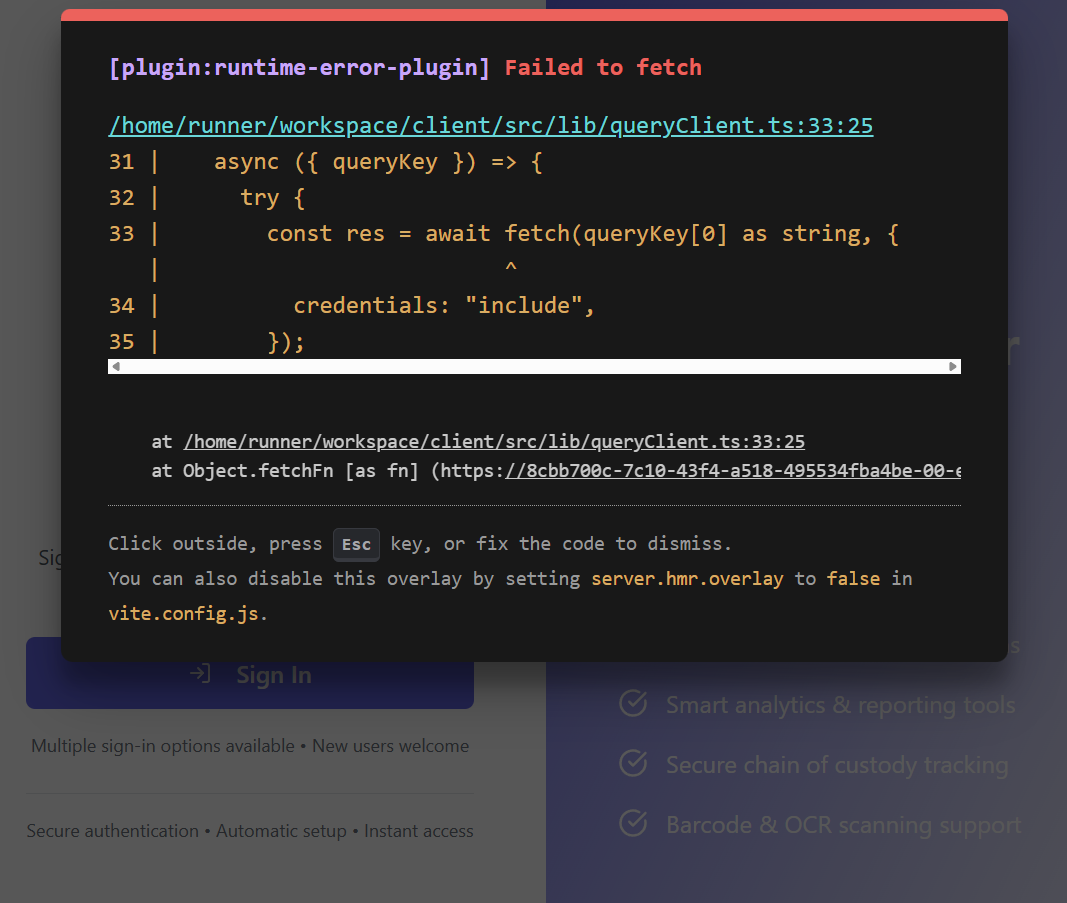 [plugin:runtime-error-plugin] Failed to fetch
/home/runner/workspace/client/src/lib/queryClient.ts:33:25
31 |    async ({ queryKey }) => {
32 |      try {
33 |        const res = await fetch(queryKey[0] as string, {
   |                          ^
34 |          credentials: "include",
35 |        });
at /home/runner/workspace/client/src/lib/queryClient.ts:33:25
at Object.fetchFn [as fn] (https://8cbb700c-7c10-43f4-a518-495534fba4be-00-e
Click outside, press Esc key, or fix the code to dismiss.
You can also disable this overlay by setting server.hmr.overlay to false in
vite.config.js.
Sign In
Multiple sign-in options available • New users welcome
Secure authentication • Automatic setup • Instant access
Smart analytics & reporting tools
Secure chain of custody tracking
Barcode & OCR scanning support